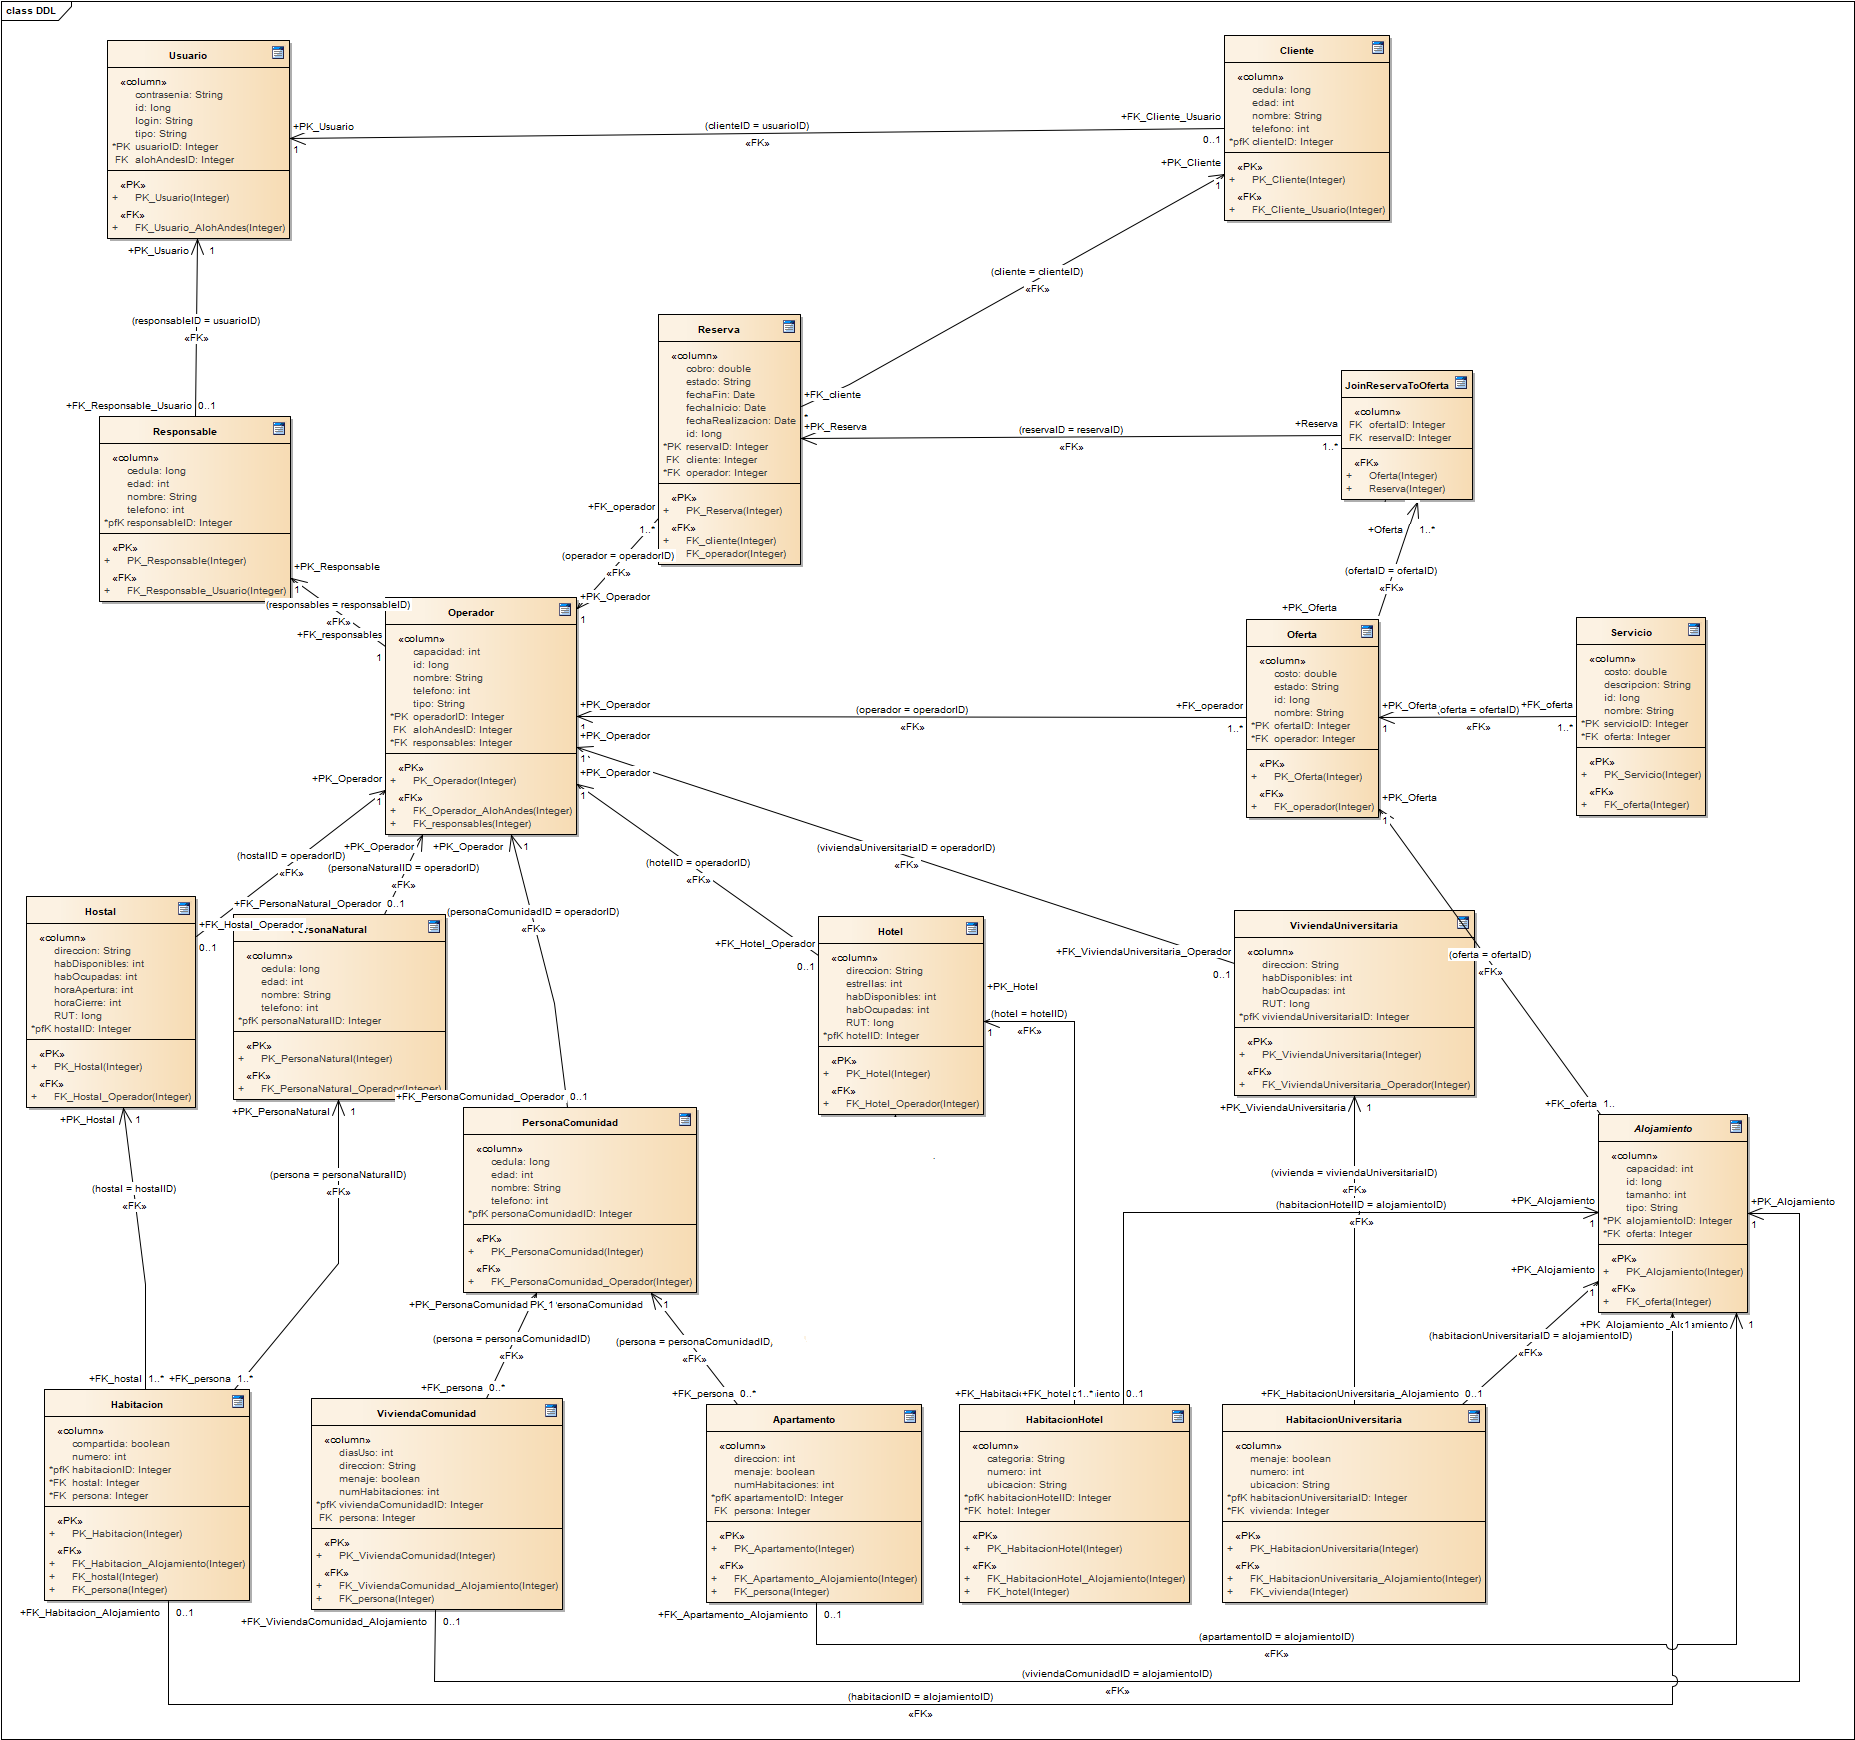 class DDL
Usuario
«column»
contrasenia: String
id: long
login: String
tipo: String
*PK usuarioID: Integer
FK alohAndesID: Integer
«PK»
+ PK_Usuario(Integer)
«FK»
+ FK_Usuario_AlohAndes(Integer)
Cliente
«column»
cedula: long
edad: int
nombre: String
telefono: int
*pfK clienteID: Integer
«PK»
+ PK_Cliente(Integer)
«FK»
+ FK_Cliente_Usuario(Integer)
+PK_Usuario
1
(clienteID = usuarioID)
«FK»
+FK_Cliente_Usuario
0..1
+PK_Cliente
1
(cliente = clienteID)
«FK»
+FK_cliente
*
+PK_Usuario 1
(responsableID = usuarioID)
«FK»
+FK_Responsable_Usuario 0..1
Reserva
«column»
cobro: double
estado: String
fechaFin: Date
fechaInicio: Date
fechaRealizacion: Date
id: long
*PK reservaID: Integer
FK cliente: Integer
*FK operador: Integer
«PK»
+ PK_Reserva(Integer)
«FK»
+ FK_cliente(Integer)
FK_operador(Integer)
+PK_Reserva
(reservaID = reservaID)
«FK»
+Reserva
1..*
JoinReservaToOferta
«column»
FK ofertaID: Integer
FK reservaID: Integer
«FK»
+ Oferta(Integer)
+ Reserva(Integer)
+Oferta 1..*
(ofertaID = ofertaID)
«FK»
+PK_Oferta
Responsable
«column»
cedula: long
edad: int
nombre: String
telefono: int
*pfK responsableID: Integer
«PK»
+ PK_Responsable(Integer)
«FK»
+ FK_Responsable_Usuario(Integer)
+PK_Responsable
1
(responsables = responsableID)
«FK»
+FK_responsables
1
+FK_operador
1..*
(operador = operadorID)
«FK»
+PK_Operador
1
Operador
«column»
capacidad: int
id: long
nombre: String
telefono: int
tipo: String
*PK operadorID: Integer
FK alohAndesID: Integer
*FK responsables: Integer
«PK»
+ PK_Operador(Integer)
«FK»
+ FK_Operador_AlohAndes(Integer)
+ FK_responsables(Integer)
+PK_Operador
1
(operador = operadorID)
«FK»
+FK_operador
1..*
Oferta
«column»
costo: double
estado: String
id: long
nombre: String
*PK ofertaID: Integer
*FK operador: Integer
«PK»
+ PK_Oferta(Integer)
«FK»
+ FK_operador(Integer)
+PK_Oferta
1
(oferta = ofertaID)
«FK»
+FK_oferta
1..*
Servicio
«column»
costo: double
descripcion: String
id: long
nombre: String
*PK servicioID: Integer
*FK oferta: Integer
«PK»
+ PK_Servicio(Integer)
«FK»
+ FK_oferta(Integer)
+PK_Operador
1
+PK_Operador
1
+PK_Operador
1
+PK_Operador
+PK_Operador 1
+PK_Oferta
1
(hostalID = operadorID)
«FK»
(personaNaturalID = operadorID)
«FK»
(personaComunidadID = operadorID)
«FK»
(hotelID = operadorID)
«FK»
(viviendaUniversitariaID = operadorID)
«FK»
(oferta = ofertaID)
«FK»
+FK_Hostal_Operador
0..1
+FK_PersonaNatural_Operador 0..1
+FK_Hotel_Operador
0..1
+FK_ViviendaUniversitaria_Operador
0..1
+FK_PersonaComunidad_Operador 0..1
+FK_oferta 1..
Hostal
«column»
direccion: String
habDisponibles: int
habOcupadas: int
horaApertura: int
horaCierre: int
RUT: long
*pfK hostalID: Integer
«PK»
+ PK_Hostal(Integer)
«FK»
+ FK_Hostal_Operador(Integer)
ersonaNatural
«column»
cedula: long
edad: int
nombre: String
telefono: int
*pfK personaNaturalID: Integer
«PK»
+ PK_PersonaNatural(Integer)
«FK»
+ FK_PersonaNatural_Operador(Integer)
Hotel
«column»
direccion: String
estrellas: int
habDisponibles: int
habOcupadas: int
RUT: long
*pfK hotelID: Integer
«PK»
+ PK_Hotel(Integer)
«FK»
+ FK_Hotel_Operador(Integer)
+PK_Hotel
1
(hotel = hotelID)
«FK»
ViviendaUniversitaria
«column»
direccion: String
habDisponibles: int
habOcupadas: int
RUT: long
*pfK viviendaUniversitariaID: Integer
«PK»
+ PK_ViviendaUniversitaria(Integer)
«FK»
+ FK_ViviendaUniversitaria_Operador(Integer)
+PK_Hostal 1
(hostal = hostalID)
«FK»
+PK_PersonaNatural 1
(persona = personaNaturalID)
«FK»
PersonaComunidad
«column»
cedula: long
edad: int
nombre: String
telefono: int
*pfK personaComunidadID: Integer
«PK»
+ PK_PersonaComunidad(Integer)
«FK»
+ FK_PersonaComunidad_Operador(Integer)
+PK_PersonaComunidad PK_1 ersonaComunidad 1
(persona = personaComunidadID)
«FK»
(persona = personaComunidadID)
«FK»
+PK_ViviendaUniversitaria 1
(vivienda = viviendaUniversitariaID)
«FK»
(habitacionHotelID = alojamientoID)
«FK»
+PK_Alojamiento
1
+PK_Alojamiento
1
+PK_Alojamiento
1
Alojamiento
«column»
capacidad: int
id: long
tamanho: int
tipo: String
*PK alojamientoID: Integer
*FK oferta: Integer
«PK»
+ PK_Alojamiento(Integer)
«FK»
+ FK_oferta(Integer)
1
(habitacionUniversitariaID = alojamientoID)
«FK»
+FK_hostal 1..*
+FK_persona 1..*
+FK_persona 0..*
+FK_persona 0..*
0..1
+FK_HabitacionUniversitaria_Alojamiento 0..1
Habitacion
«column»
compartida: boolean
numero: int
*pfK habitacionID: Integer
*FK hostal: Integer
*FK persona: Integer
«PK»
+ PK_Habitacion(Integer)
«FK»
+ FK_Habitacion_Alojamiento(Integer)
+ FK_hostal(Integer)
+ FK_persona(Integer)
ViviendaComunidad
«column»
diasUso: int
direccion: String
menaje: boolean
numHabitaciones: int
*pfK viviendaComunidadID: Integer
FK persona: Integer
«PK»
+ PK_ViviendaComunidad(Integer)
«FK»
+ FK_ViviendaComunidad_Alojamiento(Integer)
+ FK_persona(Integer)
Apartamento
«column»
direccion: int
menaje: boolean
numHabitaciones: int
*pfK apartamentoID: Integer
FK persona: Integer
«PK»
+ PK_Apartamento(Integer)
«FK»
+ FK_Apartamento_Alojamiento(Integer)
+ FK_persona(Integer)
HabitacionHotel
«column»
categoria: String
numero: int
ubicacion: String
*pfK habitacionHotelID: Integer
*FK hotel: Integer
«PK»
+ PK_HabitacionHotel(Integer)
«FK»
+ FK_HabitacionHotel_Alojamiento(Integer)
+ FK_hotel(Integer)
HabitacionUniversitaria
«column»
menaje: boolean
numero: int
ubicacion: String
*pfK habitacionUniversitariaID: Integer
*FK vivienda: Integer
«PK»
+ PK_HabitacionUniversitaria(Integer)
«FK»
+ FK_HabitacionUniversitaria_Alojamiento(Integer)
+ FK_vivienda(Integer)
+FK_Habitacion_Alojamiento 0..1
+FK_ViviendaComunidad_Alojamiento 0..1
+FK_Apartamento_Alojamiento 0..1
(apartamentoID = alojamientoID)
«FK»
(viviendaComunidadID = alojamientoID)
«FK»
(habitacionID = alojamientoID)
«FK»